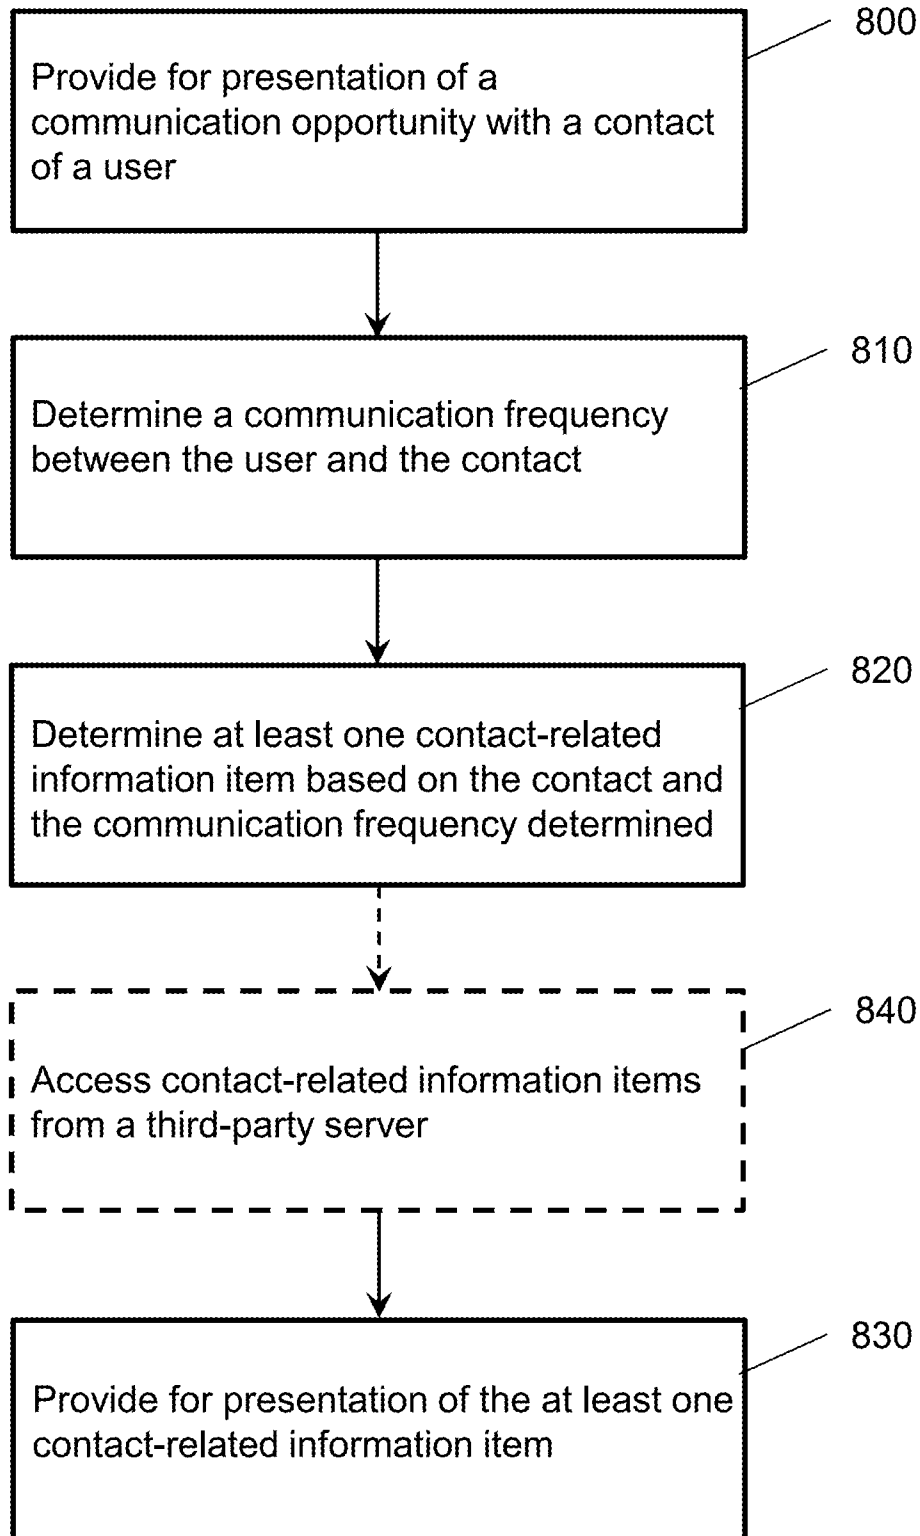 800
Provide for presentation of a
communication opportunity with a contact
of a user
810
Determine a communication frequency
between the user and the contact
820
Determine at least one contact-related
information item based on the contact and
the communication frequency determined
840
Access contact-related information items
from a third-party server
830
Provide for presentation of the at least one
contact-related information item